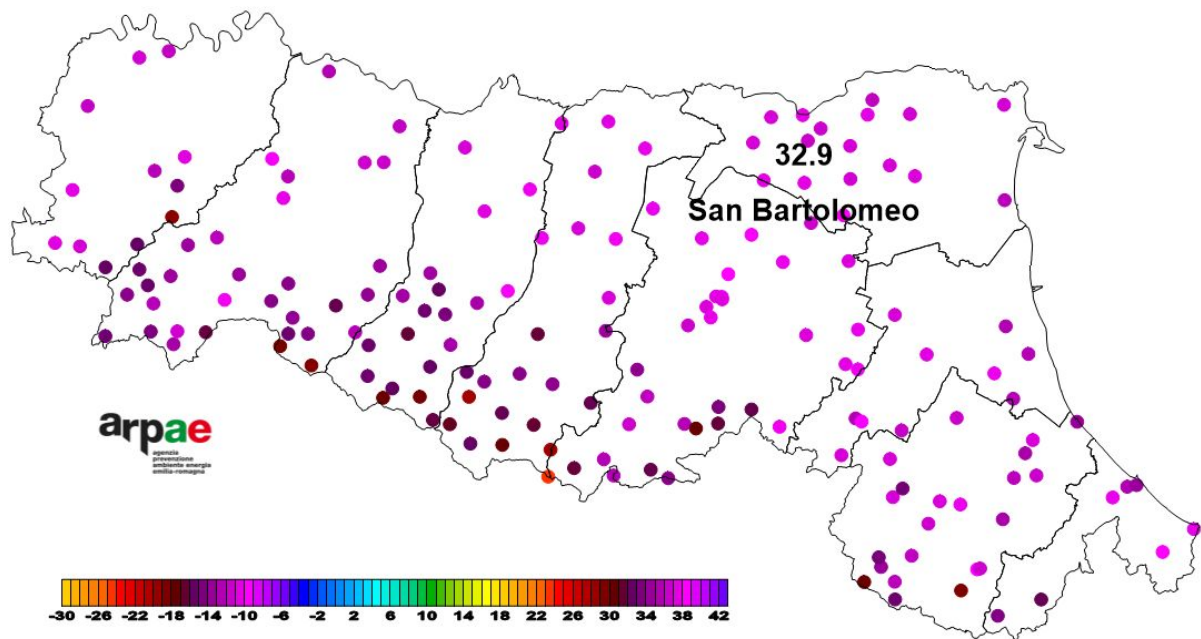 32.9
San Bartolomeo
arpae
agenzia
prevenzione
ambiente energia
emilia-romagna
-30 -26 -22 -18 -14 -10 -6 -2 2 6 10 14 18 22 26 30 34 38 42